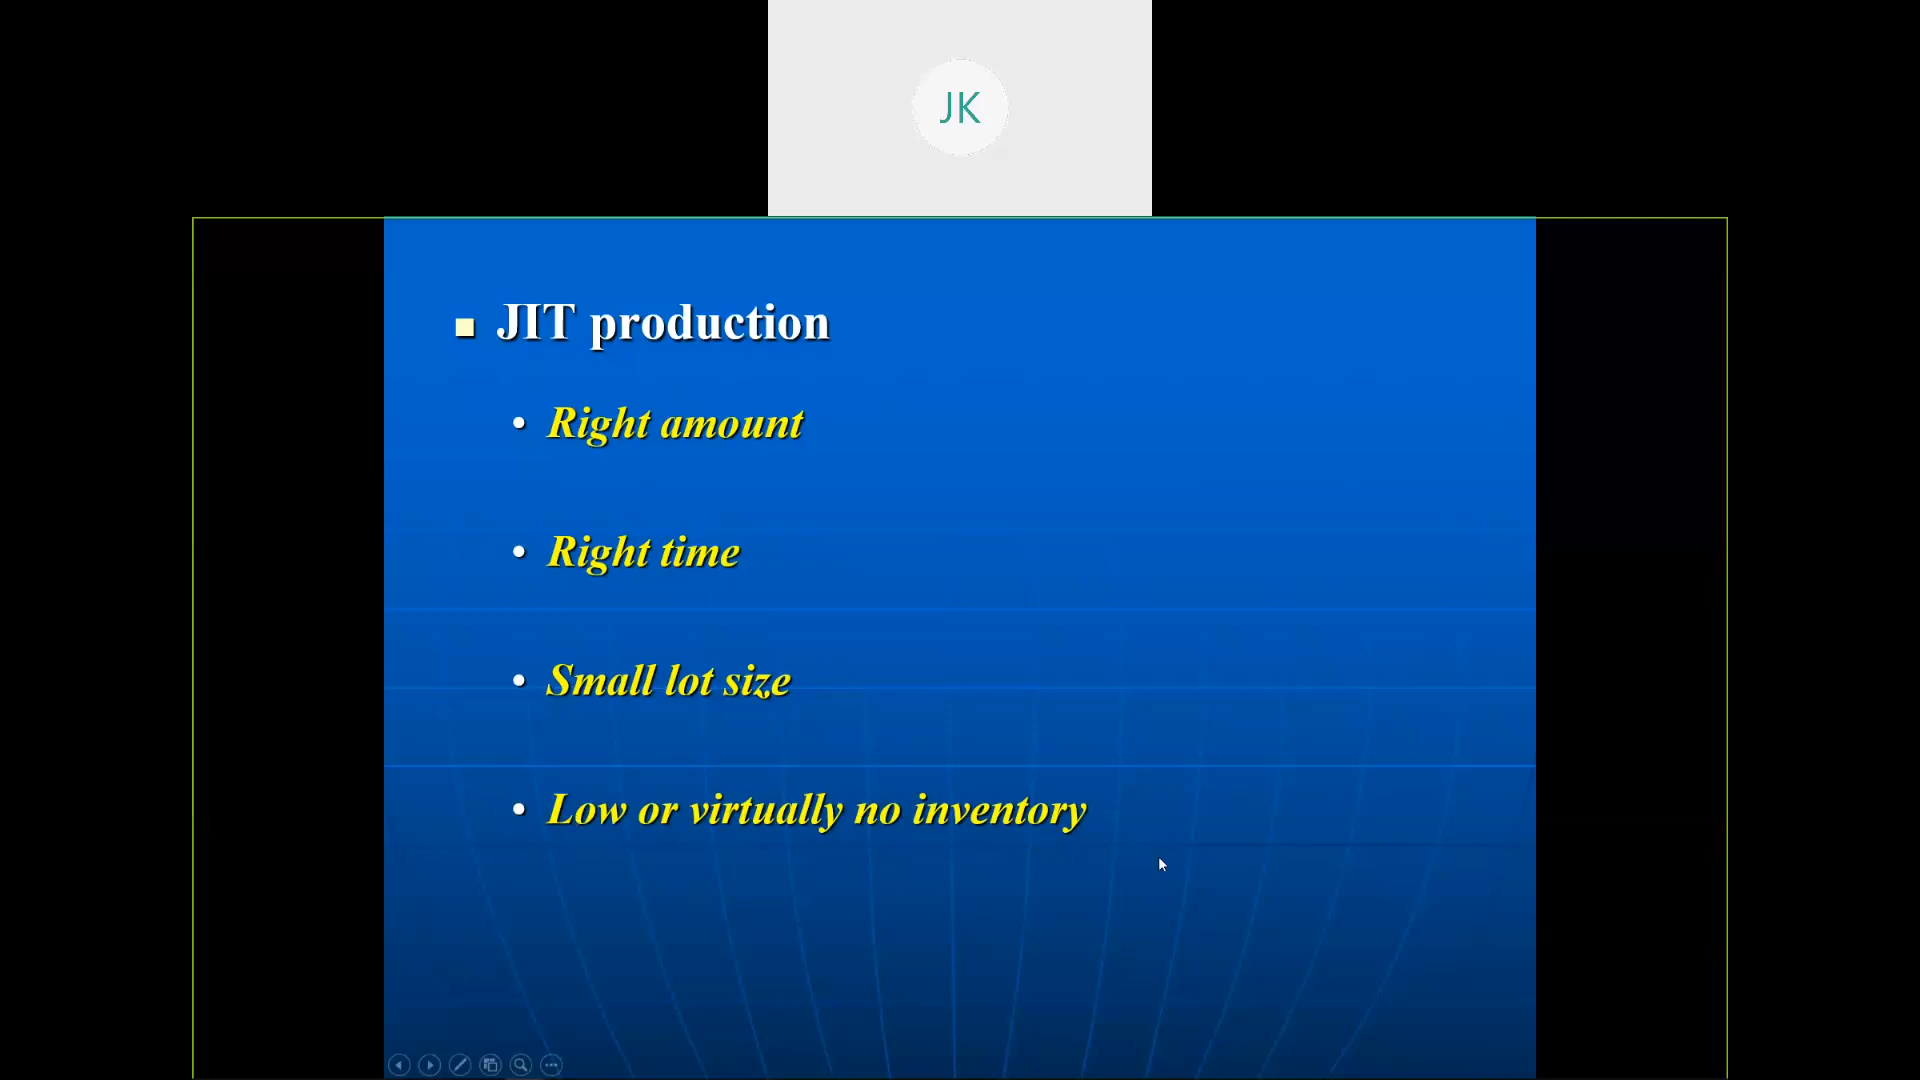 JK
JIT production
Right amount
Right time
Small lot size
Low or virtually no inventory